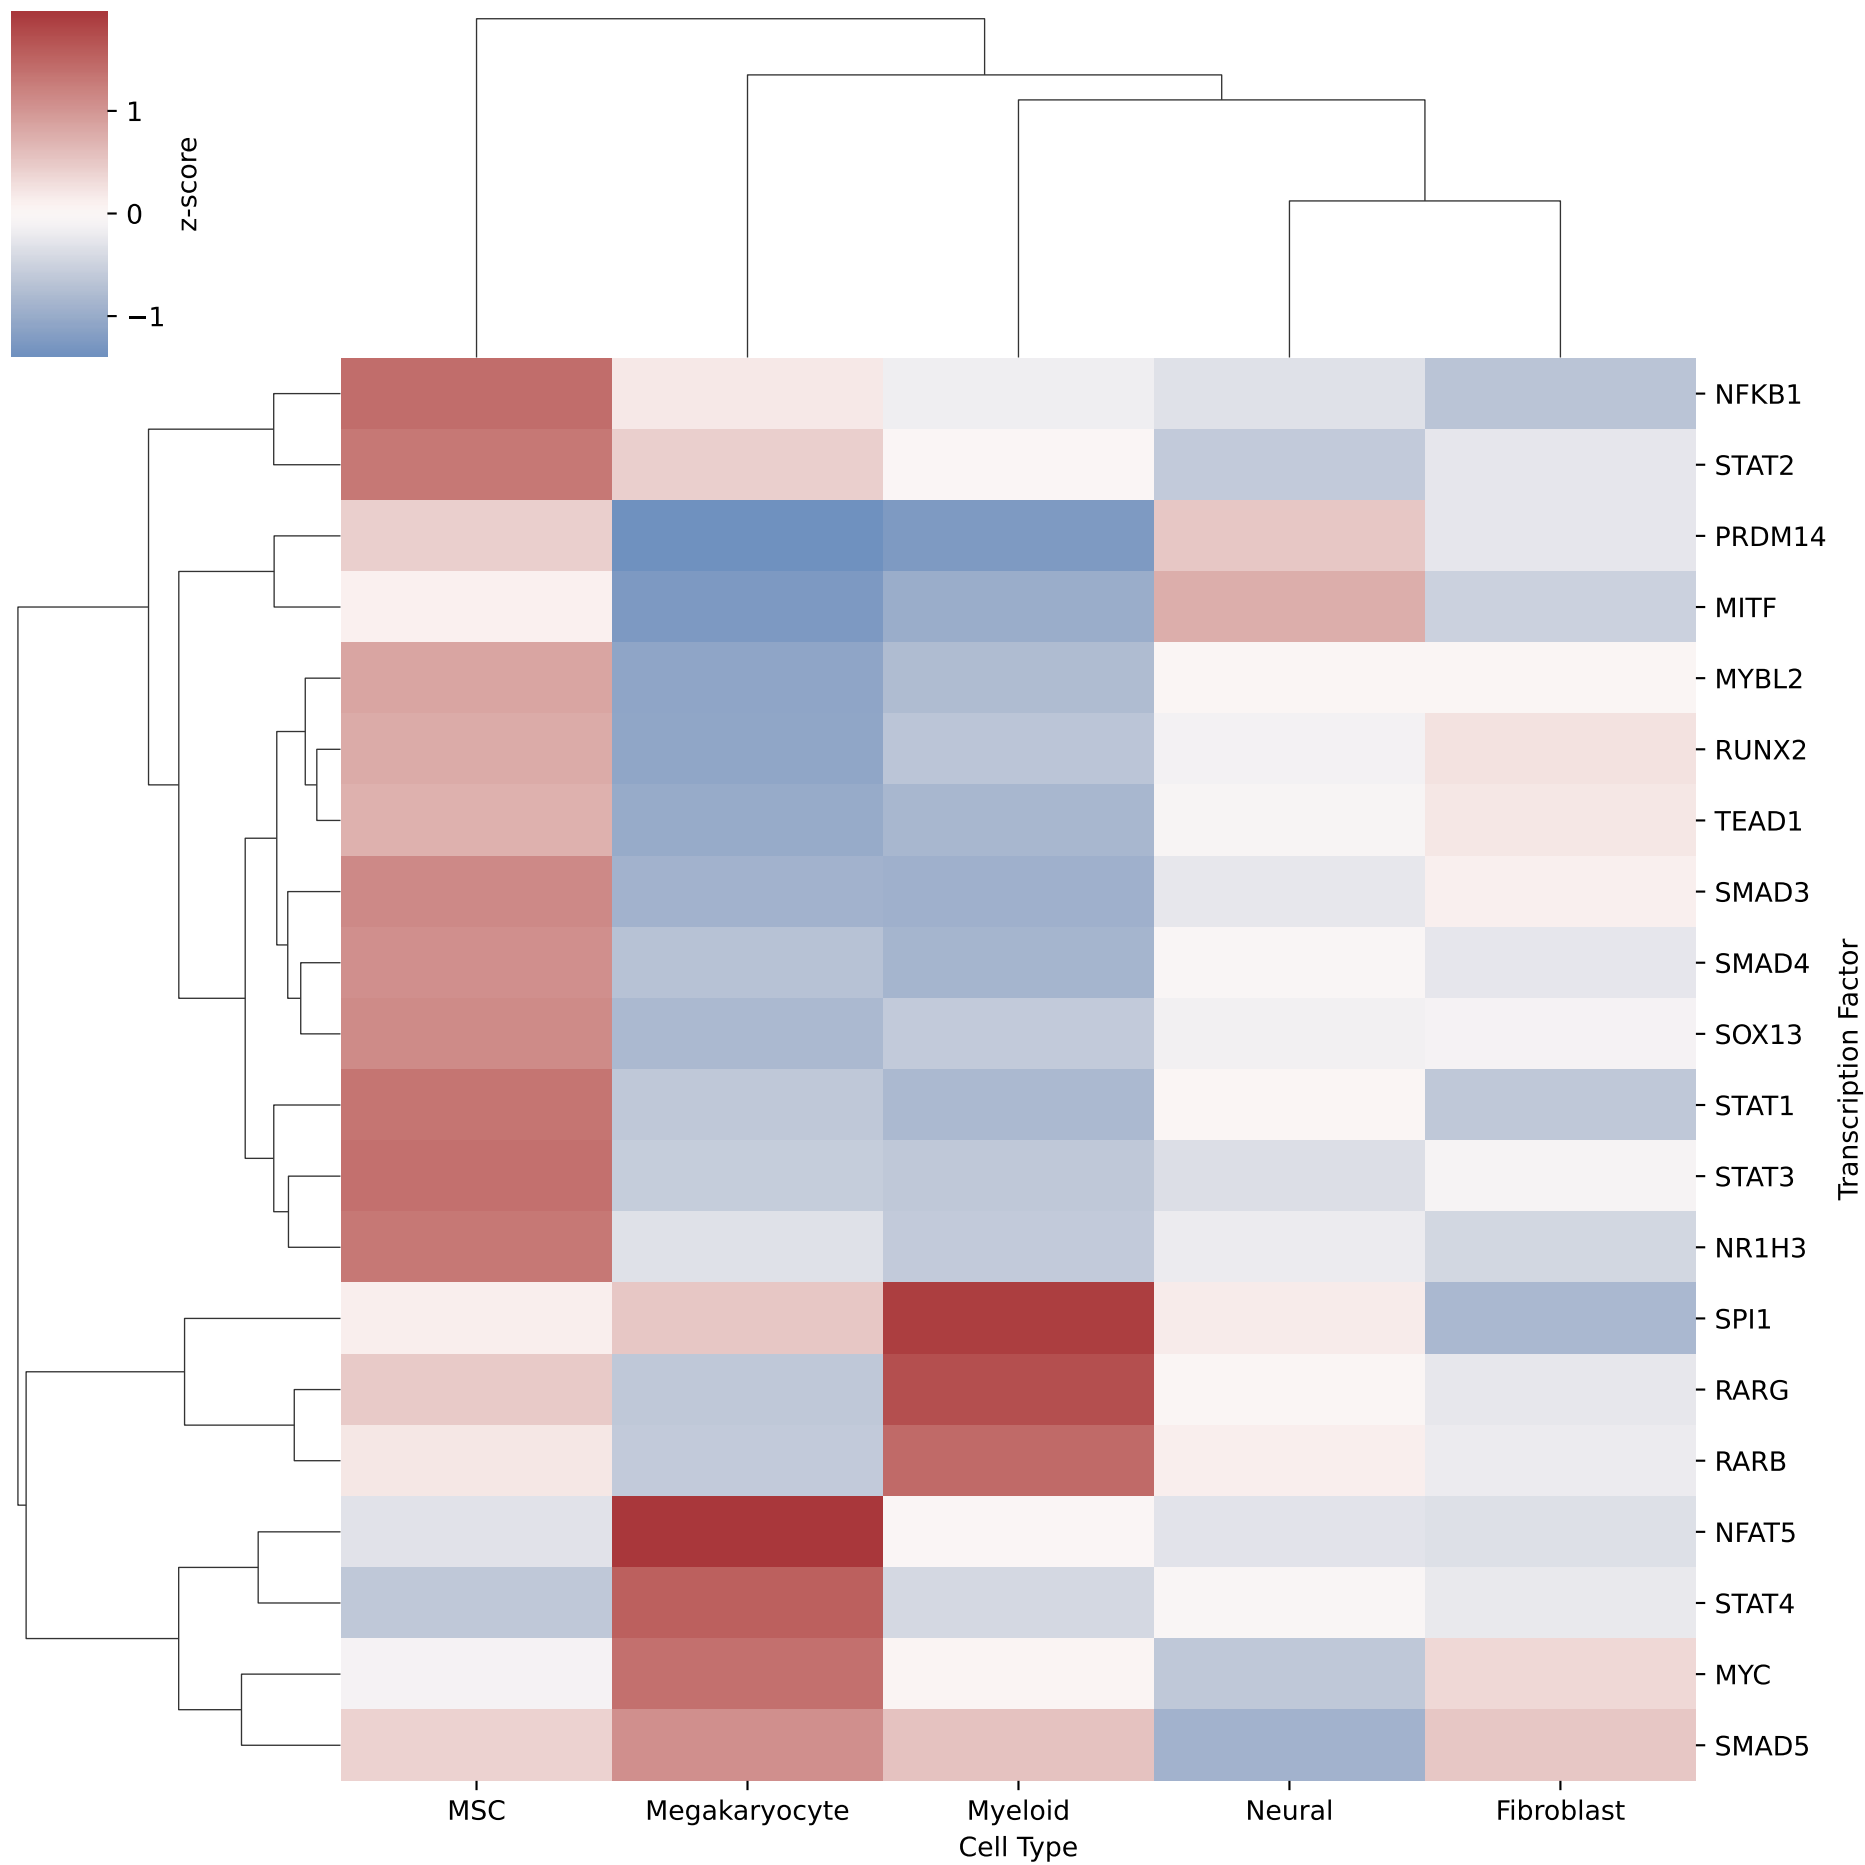 1
0
−1
z-score
NFKB1
STAT2
PRDM14
MITF
MYBL2
RUNX2
TEAD1
SMAD3
SMAD4
SOX13
STAT1
STAT3
NR1H3
SPI1
RARG
RARB
NFAT5
STAT4
MYC
SMAD5
Transcription Factor
MSC Megakaryocyte Myeloid Neural Fibroblast
Cell Type